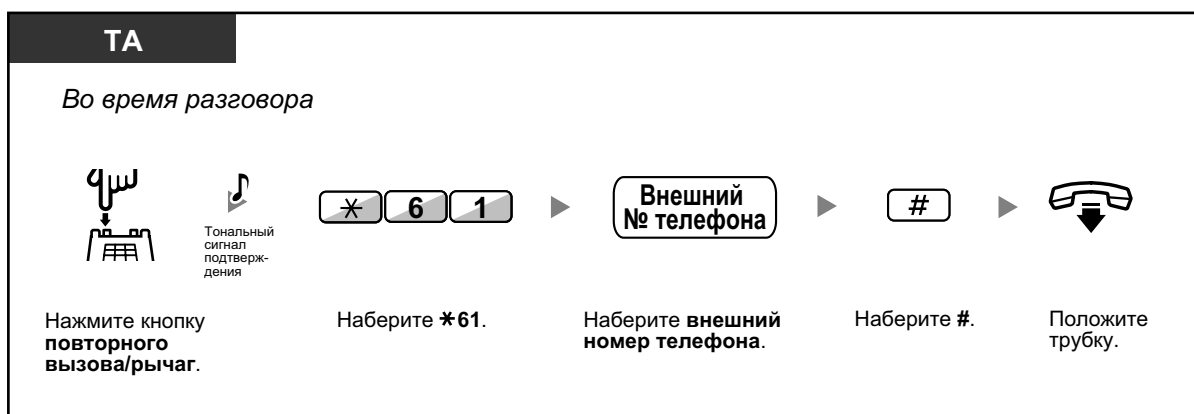 ТА
Во время разговора
Тональный
сигнал
подтверж-
дения
* 6 1
Внешний
№ телефона
#
Нажмите кнопку
повторного
вызова/рычаг.
Наберите *61.
Наберите внешний
номер телефона.
Наберите #.
Положите
трубку.